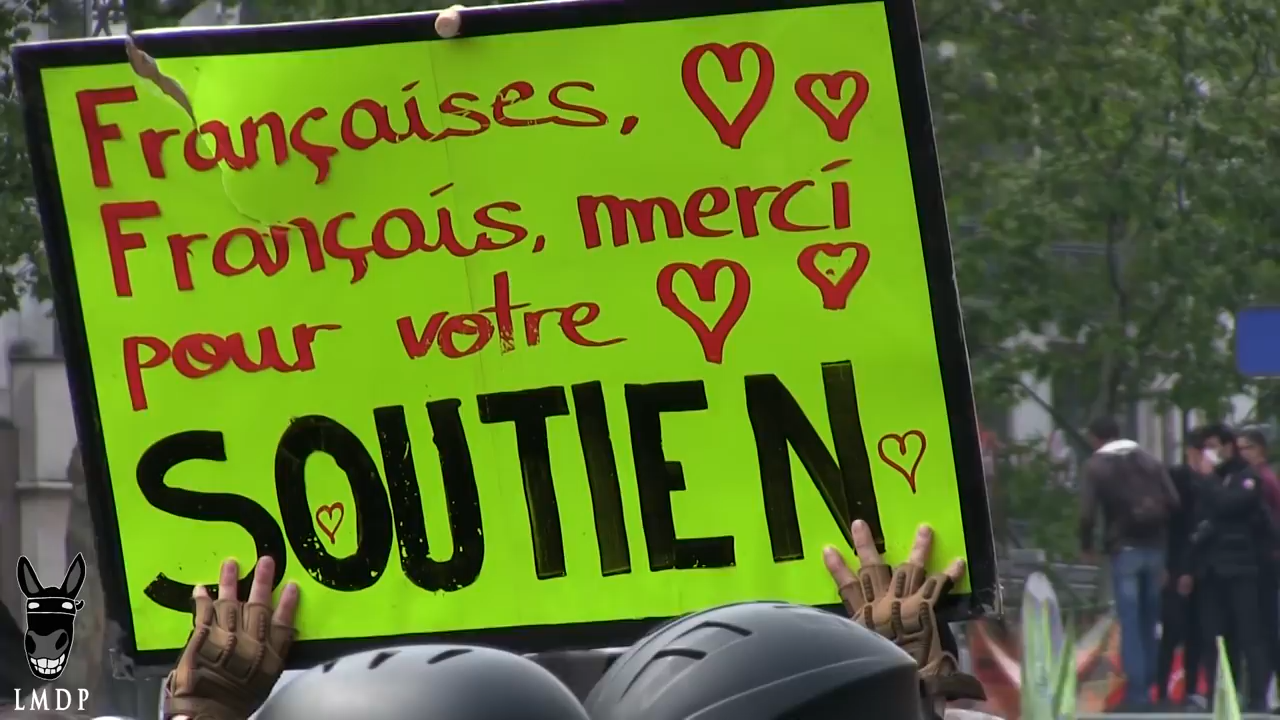 Françaises,
Français, merci
pour votre
SOUTIEN
LMDP